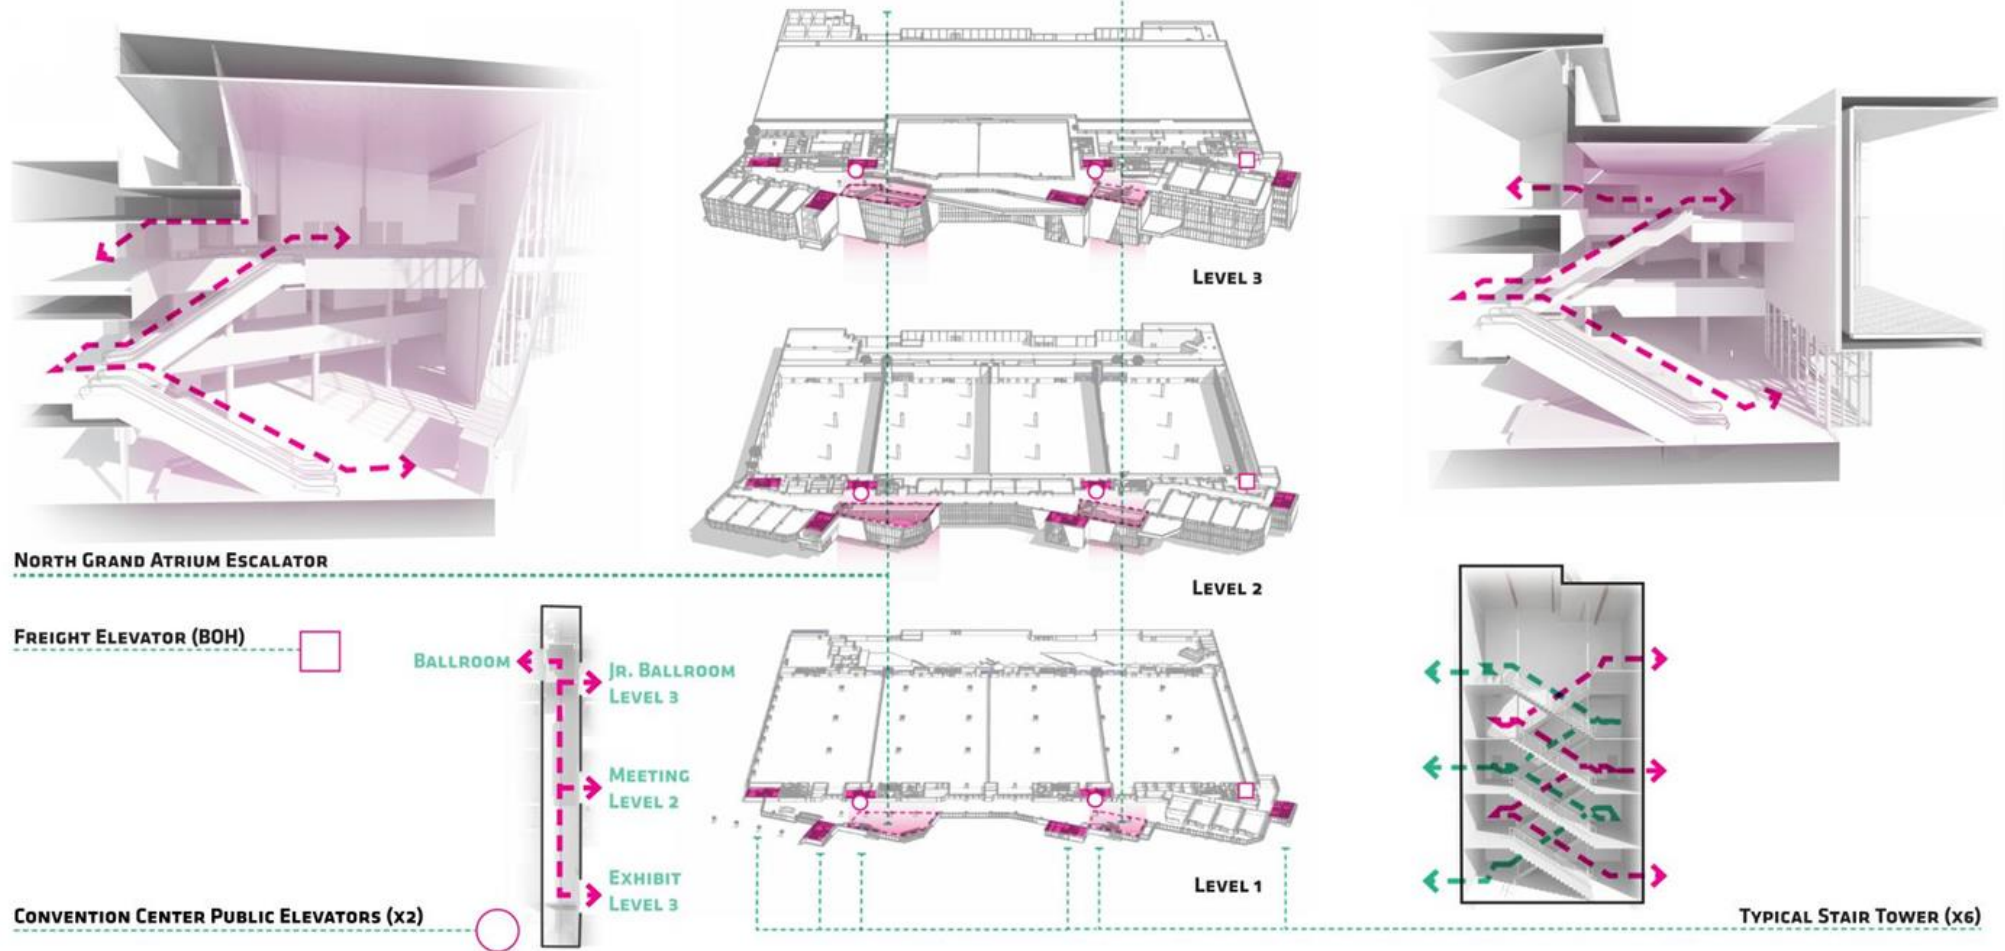 LEVEL 3
LEVEL 2
NORTH GRAND ATRIUM ESCALATOR
FREIGHT ELEVATOR (BOH)
BALLROOM
JR. BALLROOM
LEVEL 3
MEETING
LEVEL 2
EXHIBIT
LEVEL 3
LEVEL 1
CONVENTION CENTER PUBLIC ELEVATORS (X2)
TYPICAL STAIR TOWER (X6)